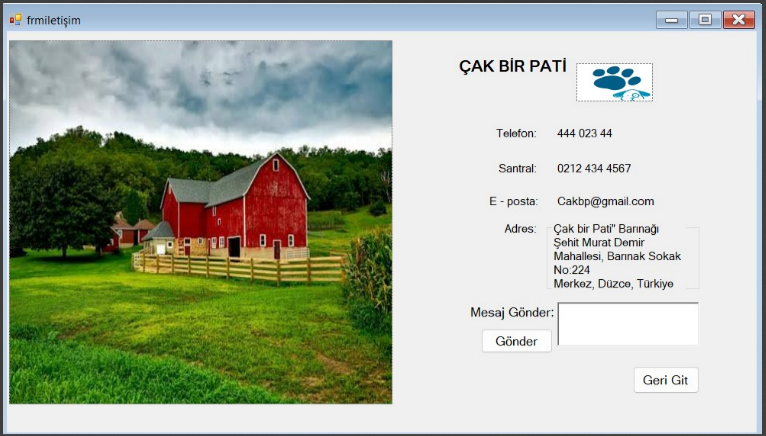 frmiletişim
ÇAK BİR PATİ
Telefon: 444 023 44
Santral: 0212 434 4567
E - posta: Cakbp@gmail.com
Adres: Çak bir Pati" Barınağı
Şehit Murat Demir
Mahallesi, Barınak Sokak
No:224
Merkez, Düzce, Türkiye
Mesaj Gönder:
Gönder
Geri Git